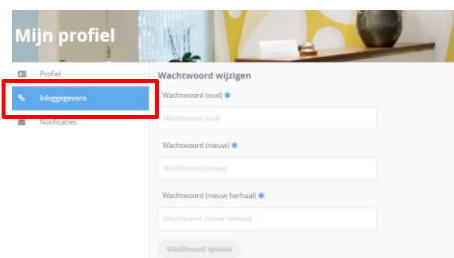 Mijn profiel
Profiel
Inloggegevens
Notificaties
Wachtwoord wijzigen
Wachtwoord (oud) *
Wachtwoord (oud)
Wachtwoord (nieuw) *
Wachtwoord (nieuw)
Wachtwoord (nieuw herhaal) *
Wachtwoord (nieuw herhaal)
Wachtwoord opslaan